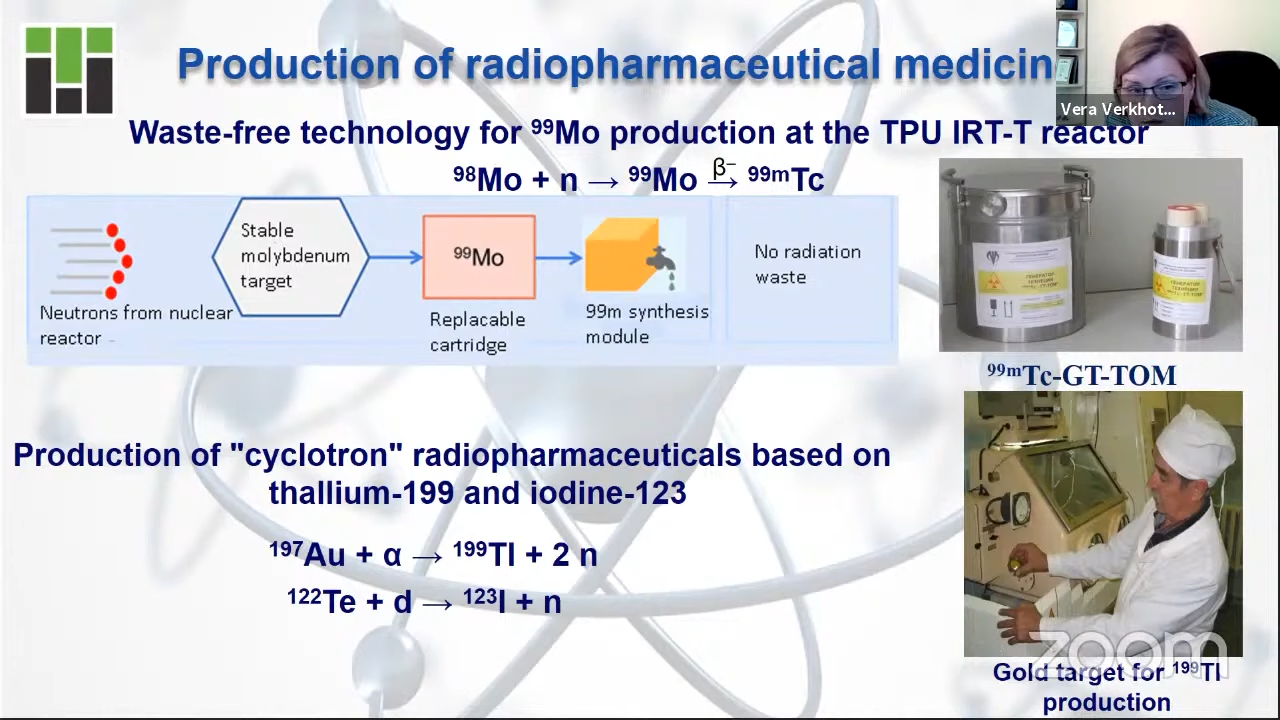 Production of radiopharmaceutical medicin
Vera Verkhot...
Waste-free technology for ⁹⁹Mo production at the TPU IRT-T reactor
⁹⁸Mo + n → ⁹⁹Mo β⁻→ ⁹⁹ᵐTc
Stable
molybdenum
target
Neutrons from nuclear
reactor
⁹⁹Mo
Replacable
cartridge
99m synthesis
module
No radiation
waste
ГЕНЕРАТОР
ТЕХНЕЦИЯ
⁹⁹ᵐTc-GT-TOM
Production of "cyclotron" radiopharmaceuticals based on
thallium-199 and iodine-123
¹⁹⁷Au + α → ¹⁹⁹Tl + 2 n
¹²²Te + d → ¹²³I + n
zoom
Gold target for ¹⁹⁹Tl
production